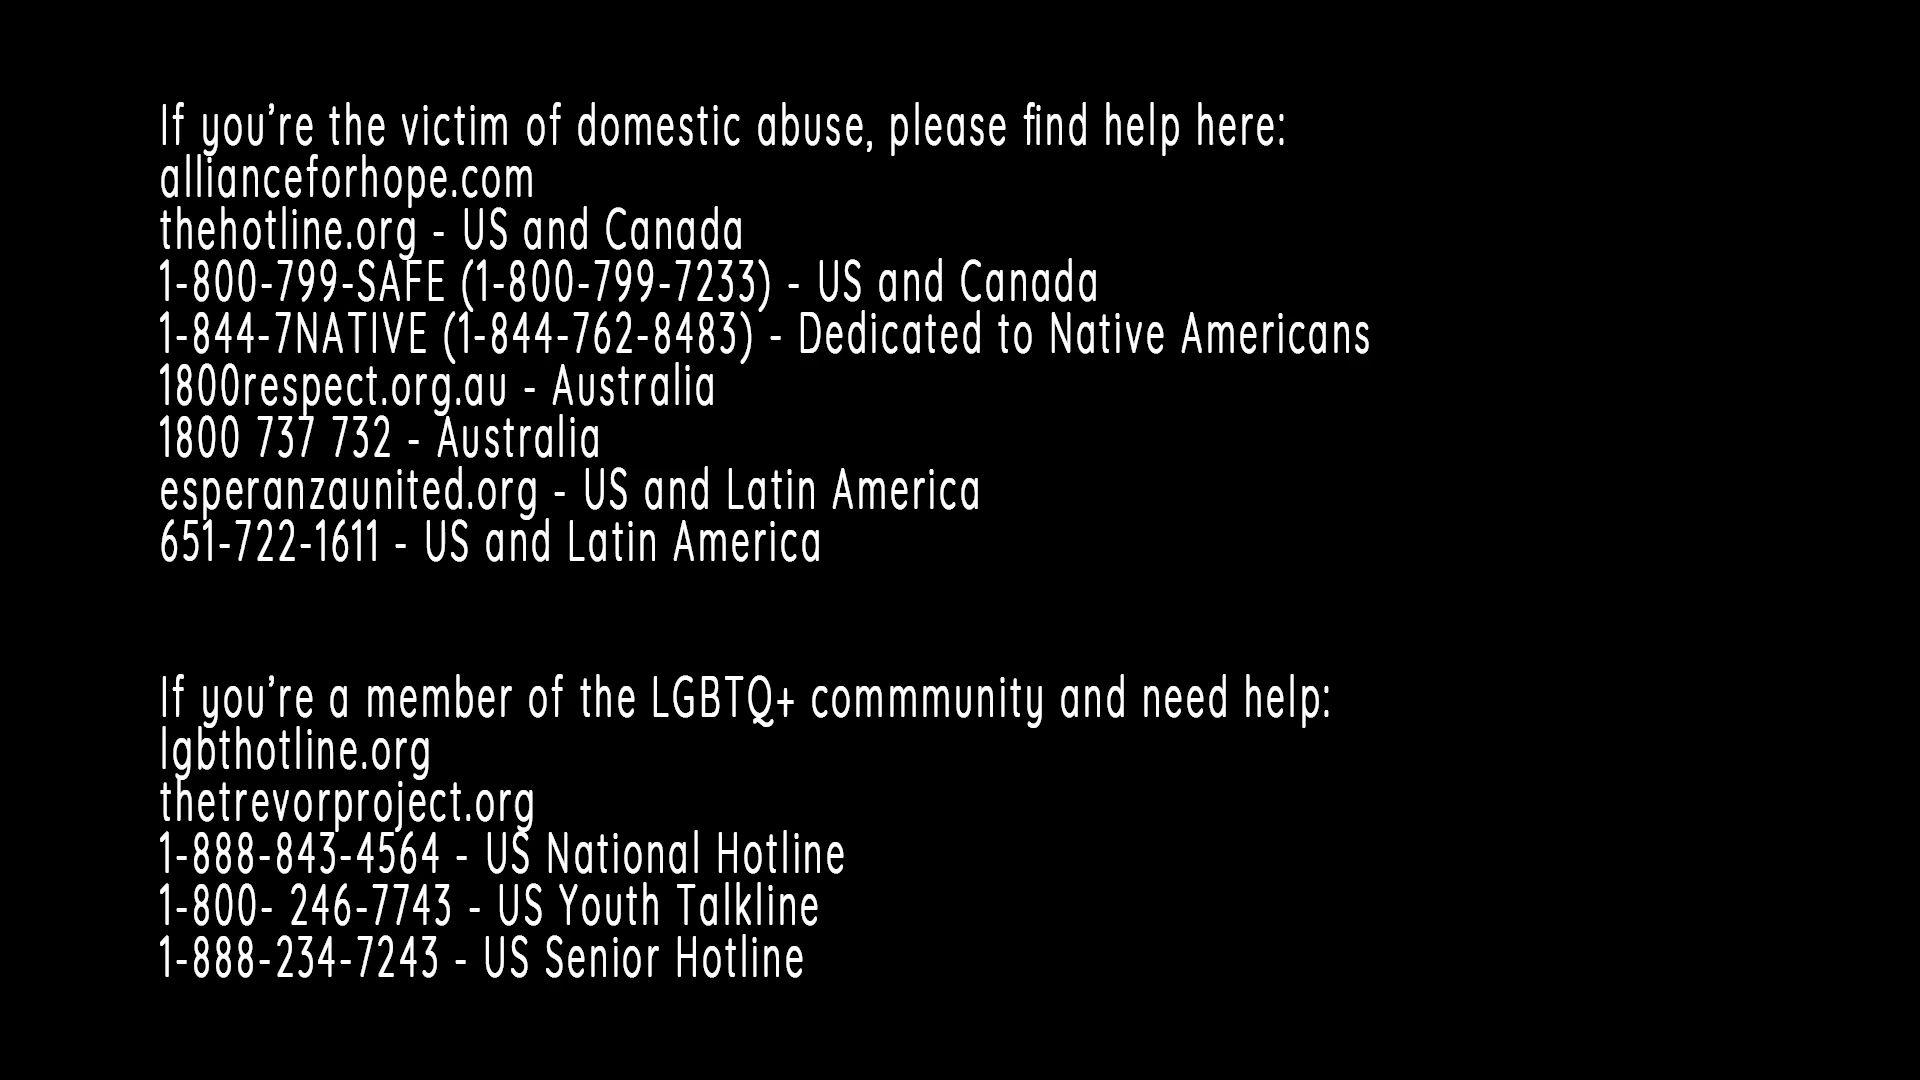 If you’re the victim of domestic abuse, please find help here:
allianceforhope.com
thehotline.org - US and Canada
1-800-799-SAFE (1-800-799-7233) - US and Canada
1-844-7NATIVE (1-844-762-8483) - Dedicated to Native Americans
1800respect.org.au - Australia
1800 737 732 - Australia
esperanzaunited.org - US and Latin America
651-722-1611 - US and Latin America
If you’re a member of the LGBTQ+ commmunity and need help:
lgbthotline.org
thetrevorproject.org
1-888-843-4564 - US National Hotline
1-800- 246-7743 - US Youth Talkline
1-888-234-7243 - US Senior Hotline